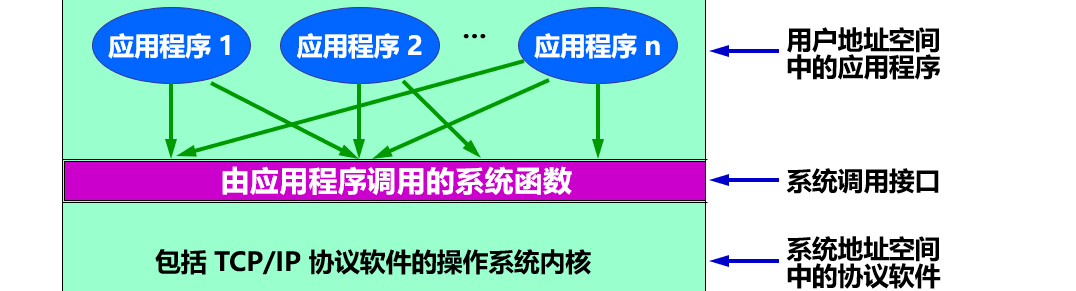 应用程序 1
应用程序 2
…
应用程序 n
用户地址空间
中的应用程序
由应用程序调用的系统函数
系统调用接口
包括 TCP/IP 协议软件的操作系统内核
系统地址空间
中的协议软件